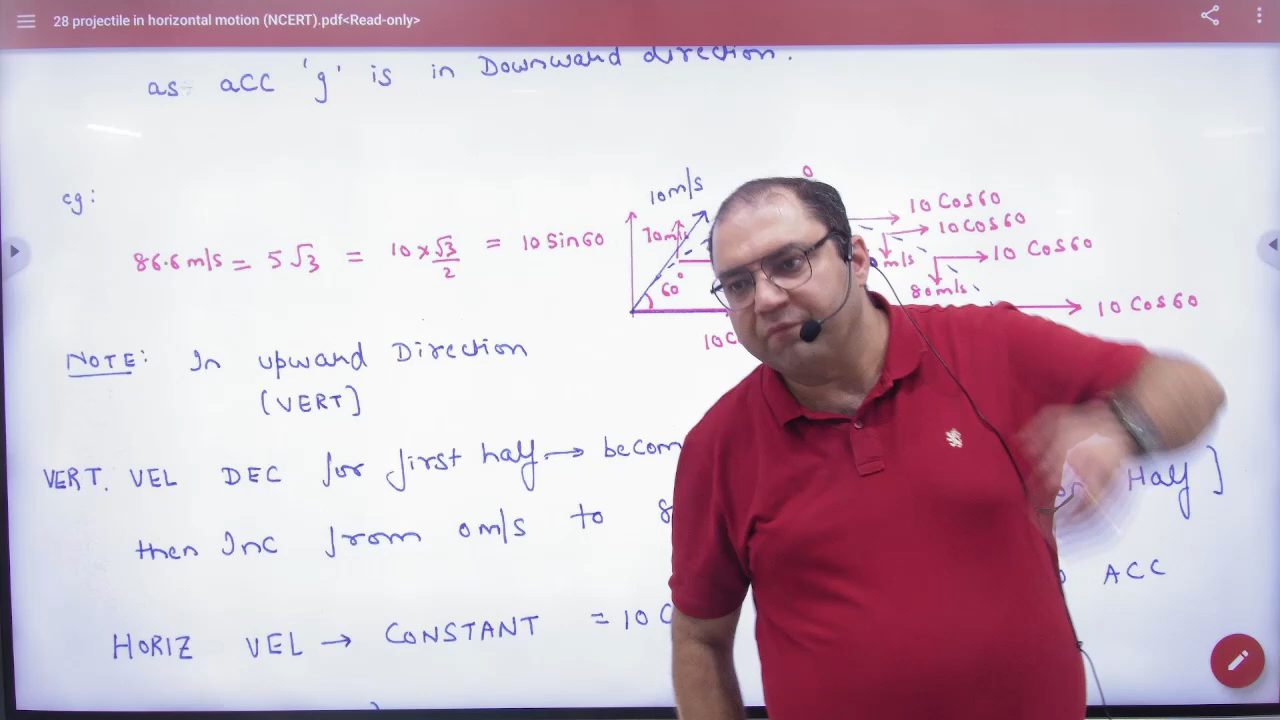 28 projectile in horizontal motion (NCERT).pdf<Read-only>
as acc 'g' is in Downward direction.
eg:
86.6 m/s = 5√3 = 10 × √3/2 = 10 Sin60
10m/s
70m/s
60°
0
10 Cos60
10 Cos60
m/s
10 Cos60
80m/s
10 Cos60
10C
NOTE: In upward Direction
(VERT]
VERT. VEL DEC for first half → becom
Half]
then Inc from 0m/s to 8
ACC
HORIZ VEL → CONSTANT = 10 C